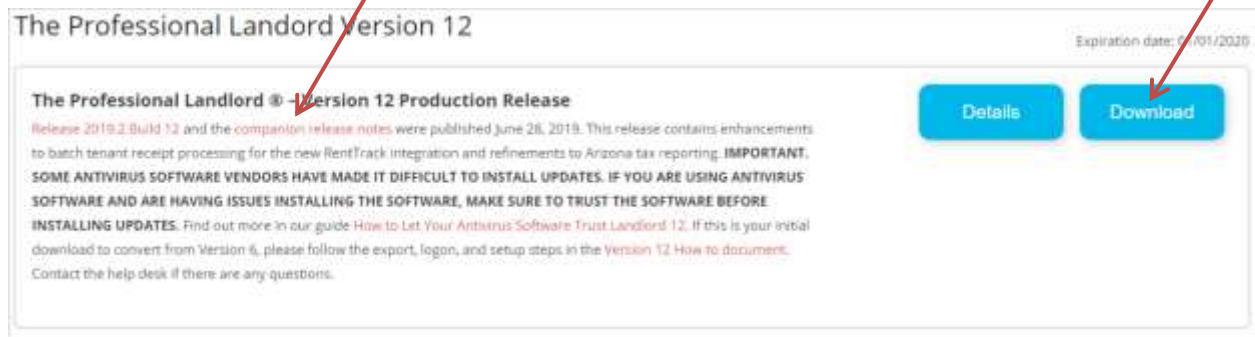 The Professional Landord Version 12
Expiration date: 01/01/2020
The Professional Landlord ® – Version 12 Production Release
Details
Download
Release 2019.2 Build 12 and the companion release notes were published June 28, 2019. This release contains enhancements
to batch tenant receipt processing for the new RentTrack integration and refinements to Arizona tax reporting. IMPORTANT.
SOME ANTIVIRUS SOFTWARE VENDORS HAVE MADE IT DIFFICULT TO INSTALL UPDATES. IF YOU ARE USING ANTIVIRUS
SOFTWARE AND ARE HAVING ISSUES INSTALLING THE SOFTWARE, MAKE SURE TO TRUST THE SOFTWARE BEFORE
INSTALLING UPDATES. Find out more in our guide How to Let Your Antivirus Software Trust Landlord 12. If this is your initial
download to convert from Version 6, please follow the export, logon, and setup steps in the Version 12 How to document.
Contact the help desk if there are any questions.